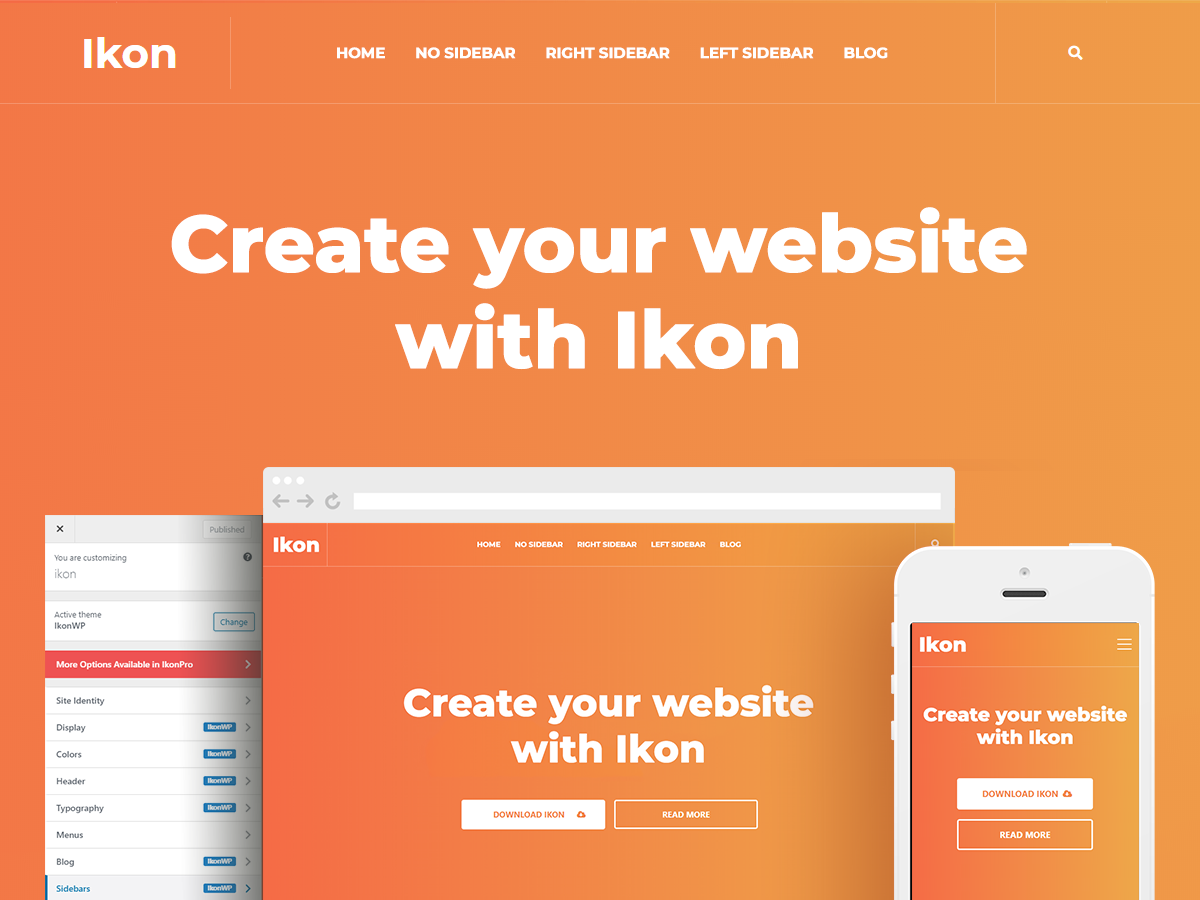 Ikon
HOME NO SIDEBAR RIGHT SIDEBAR LEFT SIDEBAR BLOG
Create your website
with Ikon
Published
You are customizing
ikon
Active theme
IkonWP
Change
More Options Available in IkonPro
Site Identity
Display IkonWP
Colors IkonWP
Header IkonWP
Typography IkonWP
Menus
Blog IkonWP
Sidebars IkonWP
Ikon
HOME NO SIDEBAR RIGHT SIDEBAR LEFT SIDEBAR BLOG
Create your website
with Ikon
DOWNLOAD IKON READ MORE
Ikon
Create your website
with Ikon
DOWNLOAD IKON
READ MORE